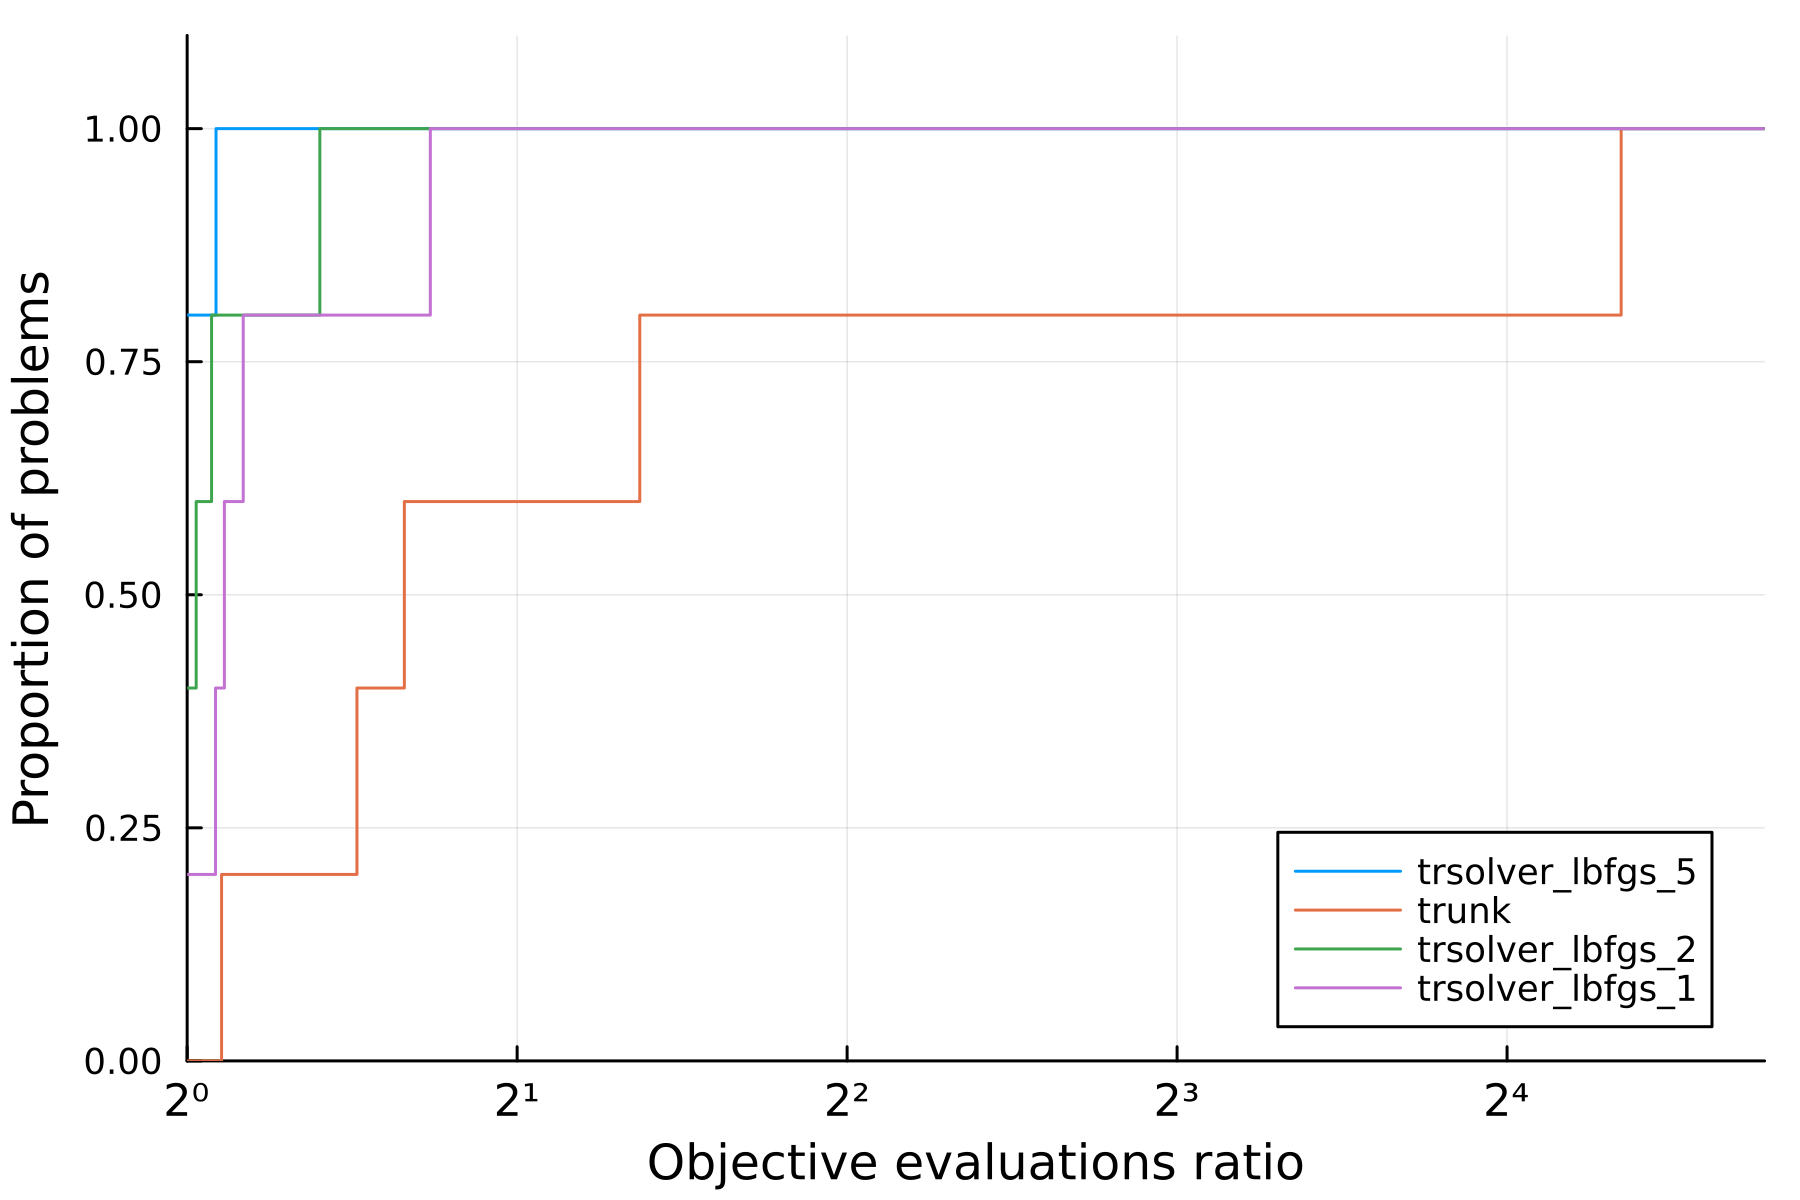 Proportion of problems
1.00
0.75
0.50
0.25
0.00
2⁰ 2¹ 2² 2³ 2⁴
Objective evaluations ratio
trsolver_lbfgs_5
trunk
trsolver_lbfgs_2
trsolver_lbfgs_1